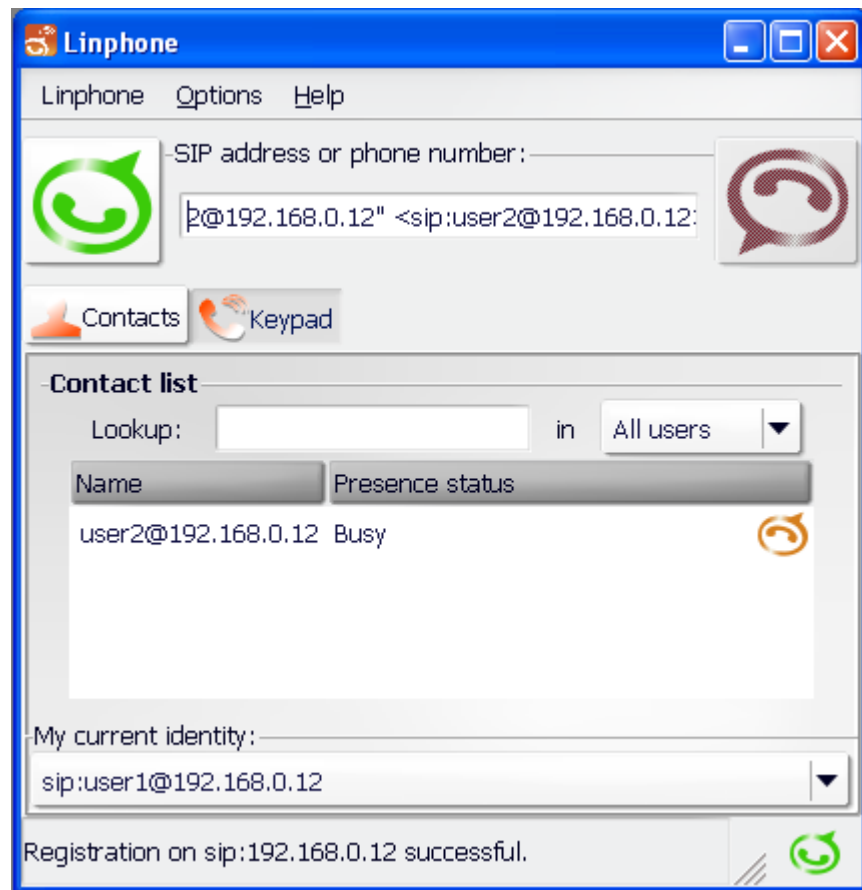 Linphone
Linphone Options Help
SIP address or phone number:
2@192.168.0.12" <sip:user2@192.168.0.12
Contacts Keypad
Contact list
Lookup: in All users
Name Presence status
user2@192.168.0.12 Busy
My current identity:
sip:user1@192.168.0.12
Registration on sip:192.168.0.12 successful.